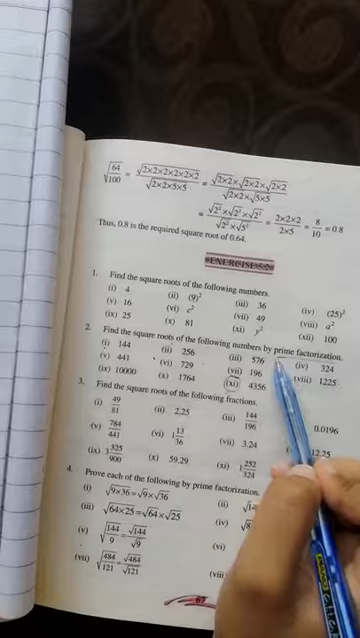 √64/100 = √2×2×2×2×2×2 / √2×2×5×5 = √2×2 × √2×2 × √2×2 / √2×2 × √5×5
= √2² × √2² × √2² / √2² × √5² = 2×2×2 / 2×5 = 8/10 = 0.8
Thus, 0.8 is the required square root of 0.64.
EXERCISE 5.2
1. Find the square roots of the following numbers.
(i) 4 (ii) (9)² (iii) 36 (iv) (25)²
(v) 16 (vi) c² (vii) 49 (viii) a²
(ix) 25 (x) 81 (xi) y² (xii) 100
2. Find the square roots of the following numbers by prime factorization.
(i) 144 (ii) 256 (iii) 576 (iv) 324
(v) 441 (vi) 729 (vii) 196 (viii) 1225
(ix) 10000 (x) 1764 (xi) 4356
3. Find the square roots of the following fractions.
(i) 49/81 (ii) 2.25 (iii) 144/196 0.0196
(v) 784/441 (vi) 1 13/36 (vii) 3.24 12.25
(ix) 3 325/900 (x) 59.29 (xi) 1 252/324
4. Prove each of the following by prime factorization.
(i) √9×36 = √9 × √36 (ii)
(iii) √64×25 = √64 × √25 (iv)
(v) √144/9 = √144/√9 (vi)
(vii) √484/121 = √484/√121 (viii)
67